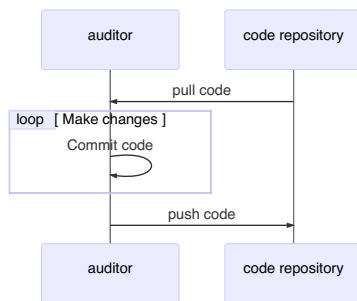 auditor
code repository
pull code
loop [ Make changes ]
Commit code
push code
auditor
code repository